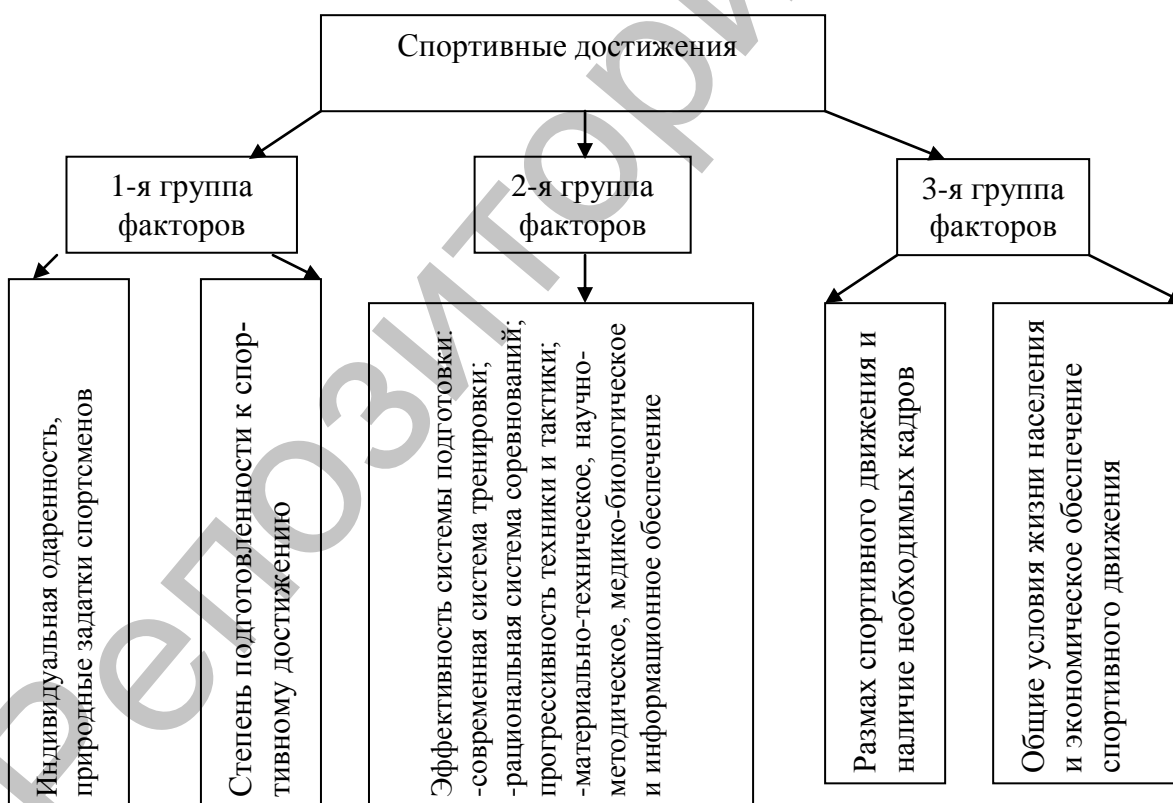 Спортивные достижения
1-я группа
факторов
2-я группа
факторов
3-я группа
факторов
Индивидуальная одаренность,
природные задатки спортсменов
Степень подготовленности к спор-
тивному достижению
Эффективность системы подготовки:
-современная система тренировки;
-рациональная система соревнований;
прогрессивность техники и тактики;
-материально-техническое, научно-
методическое, медико-биологическое
и информационное обеспечение
Размах спортивного движения и
наличие необходимых кадров
Общие условия жизни населения
и экономическое обеспечение
спортивного движения
Репозитори